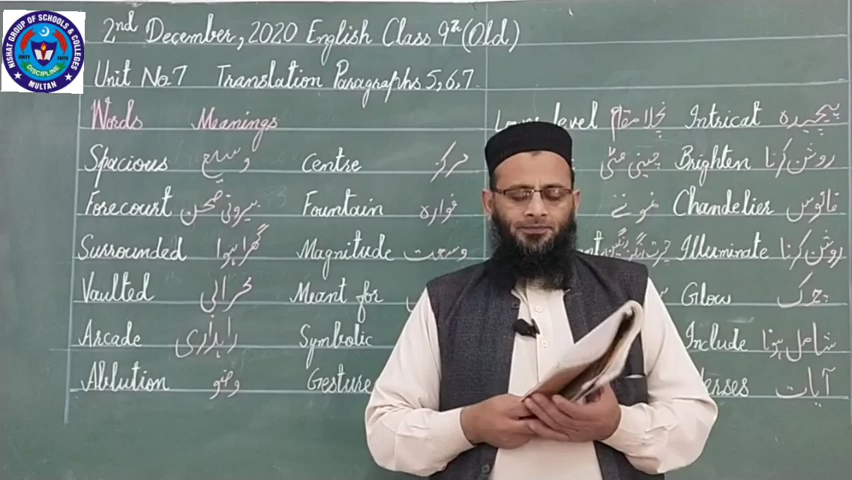 NISHAT GROUP OF SCHOOLS & COLLEGES
DISCIPLINE
MULTAN
2nd December, 2020 English Class 9th (Old)
Unit No.7 Translation Paragraphs 5,6,7.
Words Meanings Level نچلا مقام Intricat پیچیدہ
Spacious وسیع Centre مرکز چینی مٹی Brighten روشن کرنا
Forecourt بیرونی صحن Fountain فوارہ نمونے Chandelier فانوس
Surrounded گھرا ہوا Magnitude وسعت Illuminate روشن کرنا
Vaulted محرابی Meant for Glow چمک
Arcade راہداری Symbolic Include شامل ہونا
Ablution وضو Gesture آیات